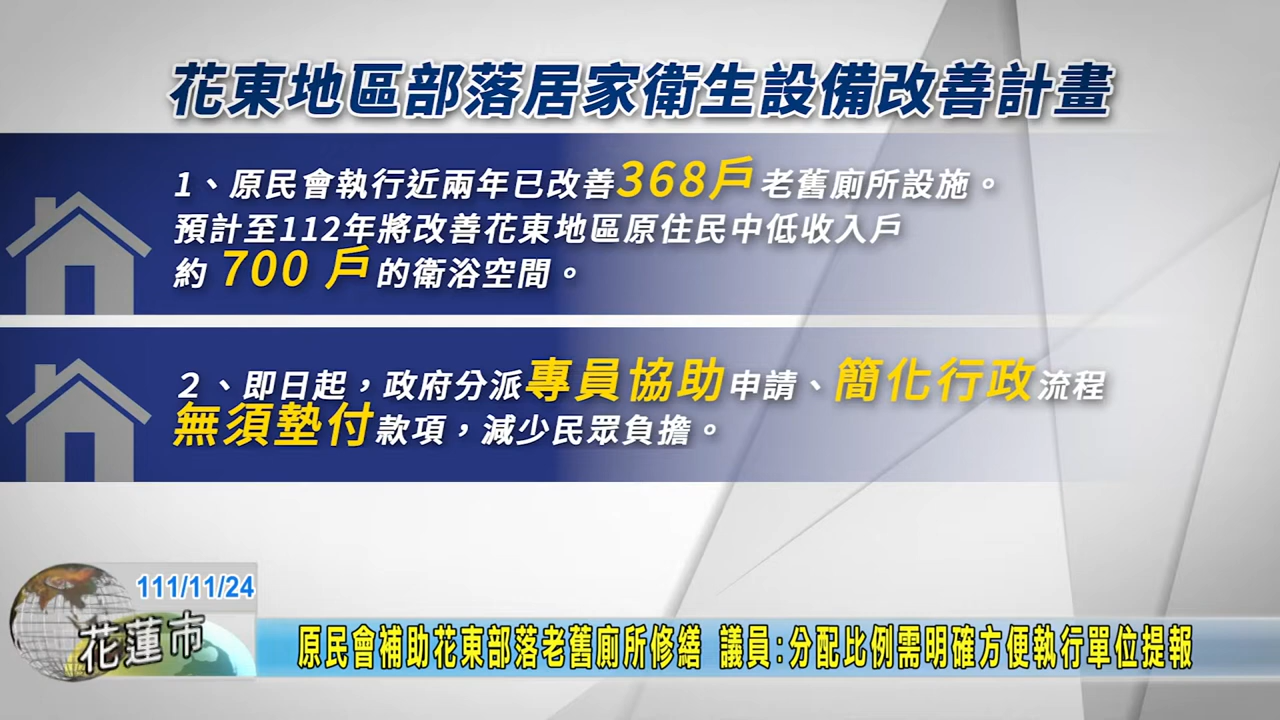 花東地區部落居家衛生設備改善計畫
1、原民會執行近兩年已改善368戶老舊廁所設施。
預計至112年將改善花東地區原住民中低收入戶
約 700 戶的衛浴空間。
２、即日起，政府分派專員協助申請、簡化行政流程
無須墊付款項，減少民眾負擔。
111/11/24
花蓮市
原民會補助花東部落老舊廁所修繕 議員:分配比例需明確方便執行單位提報